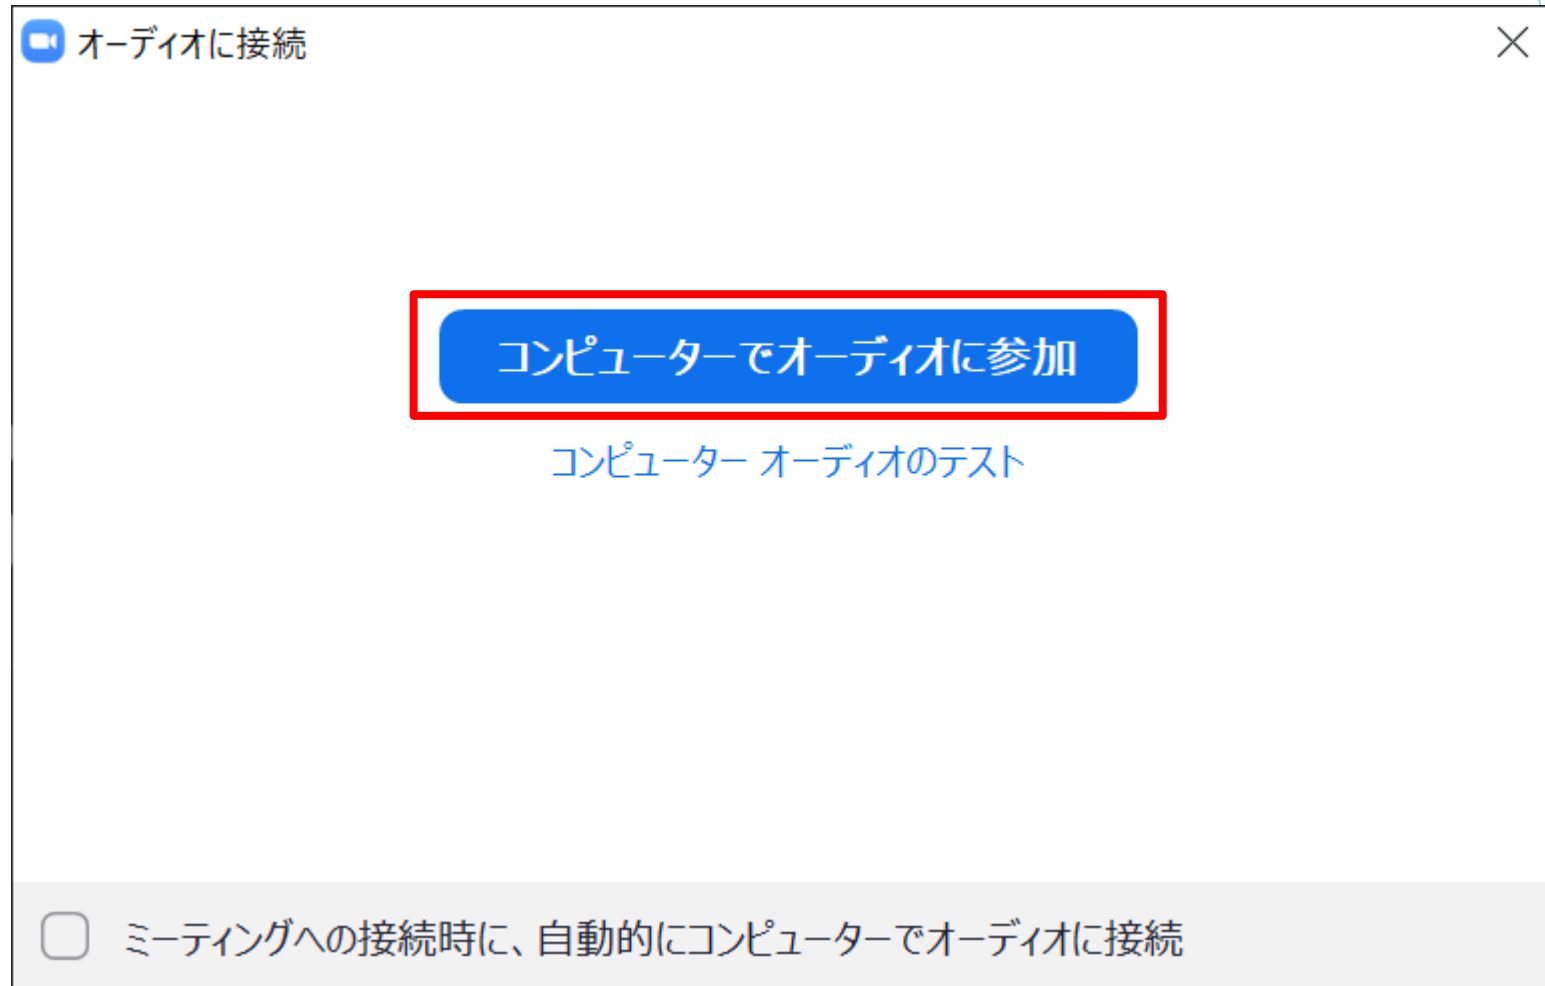 オーディオに接続
コンピューターでオーディオに参加
コンピューター オーディオのテスト
ミーティングへの接続時に、自動的にコンピューターでオーディオに接続